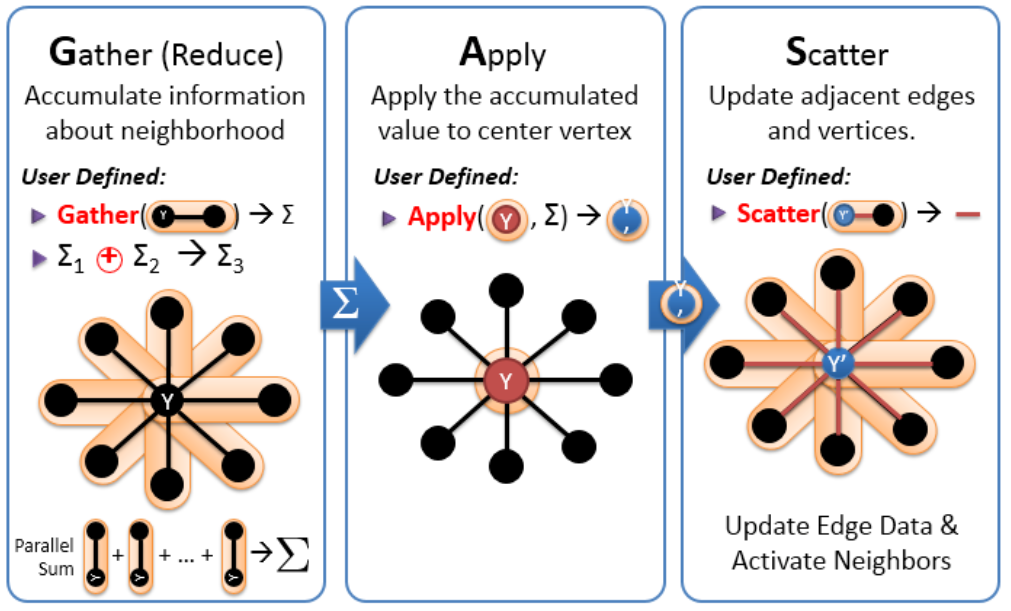 Gather (Reduce)
Accumulate information
about neighborhood
User Defined:
Gather( Y ) → Σ
Σ1 + Σ2 → Σ3
Y
Parallel
Sum
Y + Y + ... + Y → Σ
Σ
Apply
Apply the accumulated
value to center vertex
User Defined:
Apply( Y , Σ) → Y'
Y
Y'
Scatter
Update adjacent edges
and vertices.
User Defined:
Scatter( Y' ) →
Y'
Update Edge Data &
Activate Neighbors